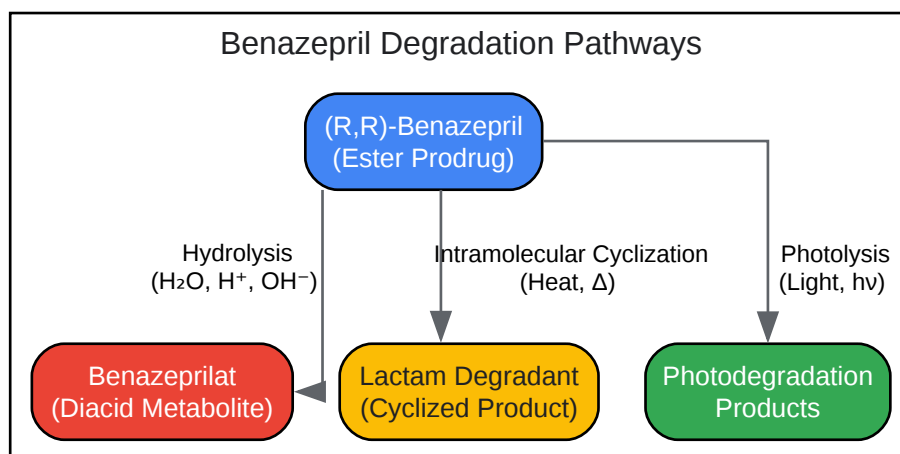 Benazepril Degradation Pathways
(R,R)-Benazepril
(Ester Prodrug)
Hydrolysis
(H₂O, H⁺, OH⁻)
Intramolecular Cyclization
(Heat, Δ)
Photolysis
(Light, hν)
Benazeprilat
(Diacid Metabolite)
Lactam Degradant
(Cyclized Product)
Photodegradation
Products